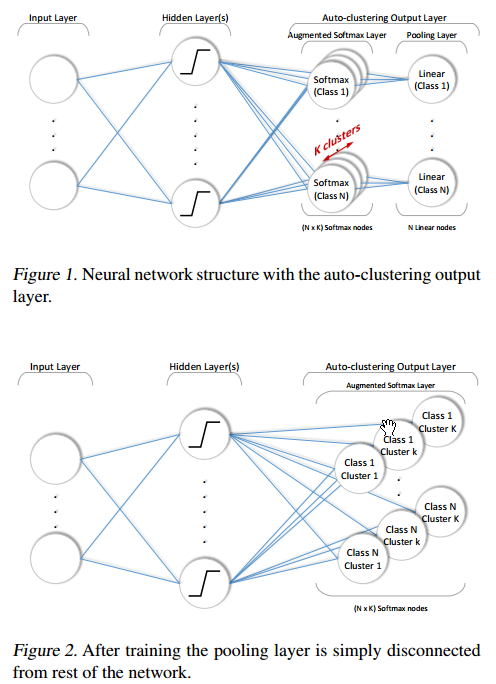 Input Layer
Hidden Layer(s)
Auto-clustering Output Layer
Augmented Softmax Layer
Pooling Layer
Softmax
(Class 1)
Linear
(Class 1)
K clusters
Softmax
(Class N)
Linear
(Class N)
(N x K) Softmax nodes
N Linear nodes
Figure 1. Neural network structure with the auto-clustering output
layer.
Input Layer
Hidden Layer(s)
Auto-clustering Output Layer
Augmented Softmax Layer
Class 1
Cluster K
Class 1
Cluster k
Class 1
Cluster 1
Class N
Cluster K
Class N
Cluster k
Class N
Cluster 1
(N x K) Softmax nodes
Figure 2. After training the pooling layer is simply disconnected
from rest of the network.